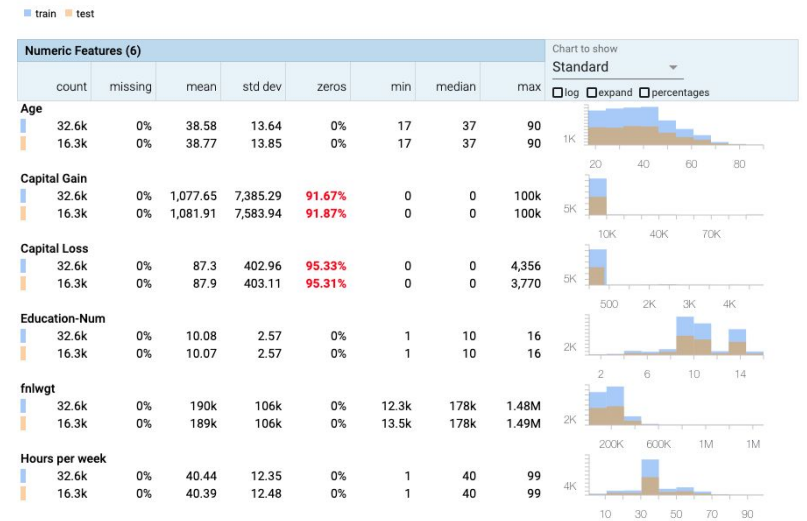 train test
Numeric Features (6)
Chart to show
Standard
count missing mean std dev zeros min median max
log expand percentages
Age
32.6k 0% 38.58 13.64 0% 17 37 90
16.3k 0% 38.77 13.85 0% 17 37 90
1K
20 40 60 80
Capital Gain
32.6k 0% 1,077.65 7,385.29 91.67% 0 0 100k
16.3k 0% 1,081.91 7,583.94 91.87% 0 0 100k
5K
10K 40K 70K
Capital Loss
32.6k 0% 87.3 402.96 95.33% 0 0 4,356
16.3k 0% 87.9 403.11 95.31% 0 0 3,770
5K
500 2K 3K 4K
Education-Num
32.6k 0% 10.08 2.57 0% 1 10 16
16.3k 0% 10.07 2.57 0% 1 10 16
2K
2 6 10 14
fnlwgt
32.6k 0% 190k 106k 0% 12.3k 178k 1.48M
16.3k 0% 189k 106k 0% 13.5k 178k 1.49M
2K
200K 600K 1M 1M
Hours per week
32.6k 0% 40.44 12.35 0% 1 40 99
16.3k 0% 40.39 12.48 0% 1 40 99
4K
10 30 50 70 90